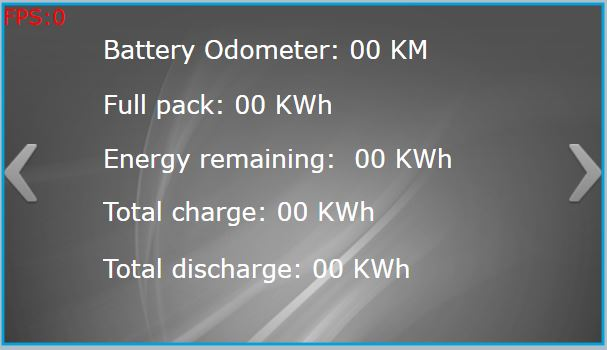 FPS:0
Battery Odometer: 00 KM
Full pack: 00 KWh
Energy remaining:  00 KWh
Total charge: 00 KWh
Total discharge: 00 KWh